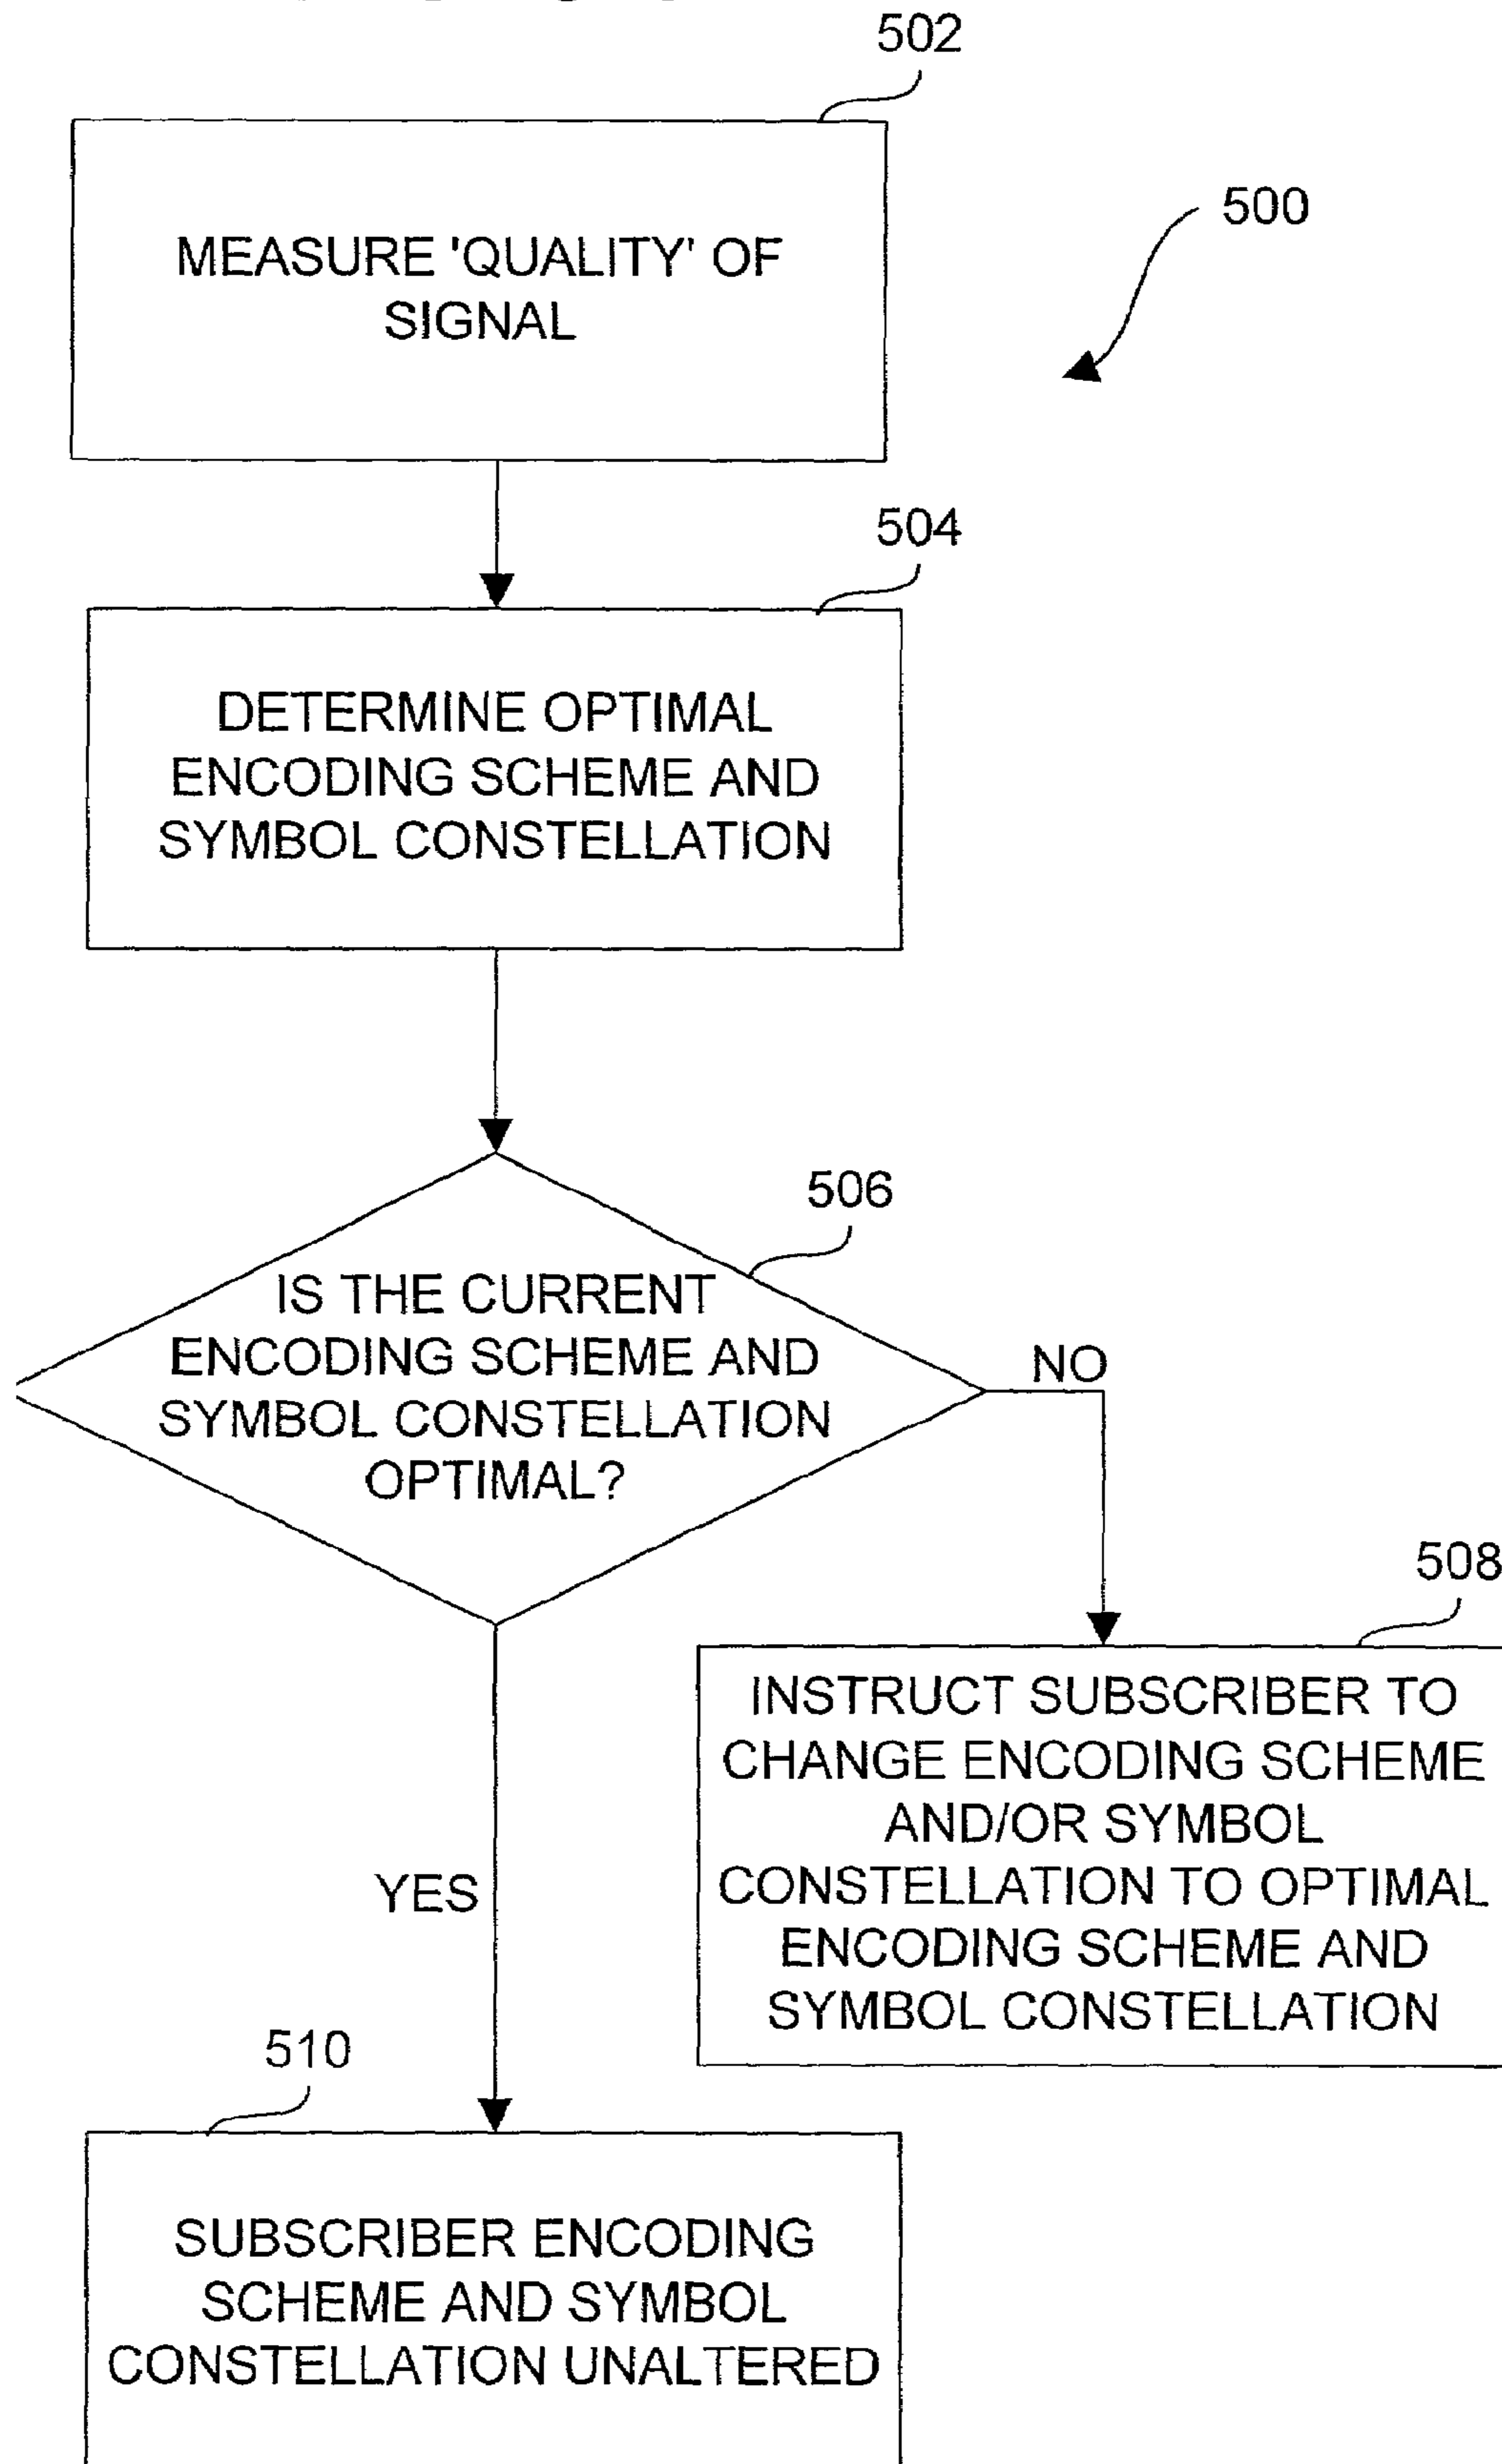 502
500
MEASURE 'QUALITY' OF
SIGNAL
504
DETERMINE OPTIMAL
ENCODING SCHEME AND
SYMBOL CONSTELLATION
506
IS THE CURRENT
ENCODING SCHEME AND
SYMBOL CONSTELLATION
OPTIMAL?
NO
508
INSTRUCT SUBSCRIBER TO
CHANGE ENCODING SCHEME
AND/OR SYMBOL
CONSTELLATION TO OPTIMAL
ENCODING SCHEME AND
SYMBOL CONSTELLATION
YES
510
SUBSCRIBER ENCODING
SCHEME AND SYMBOL
CONSTELLATION UNALTERED